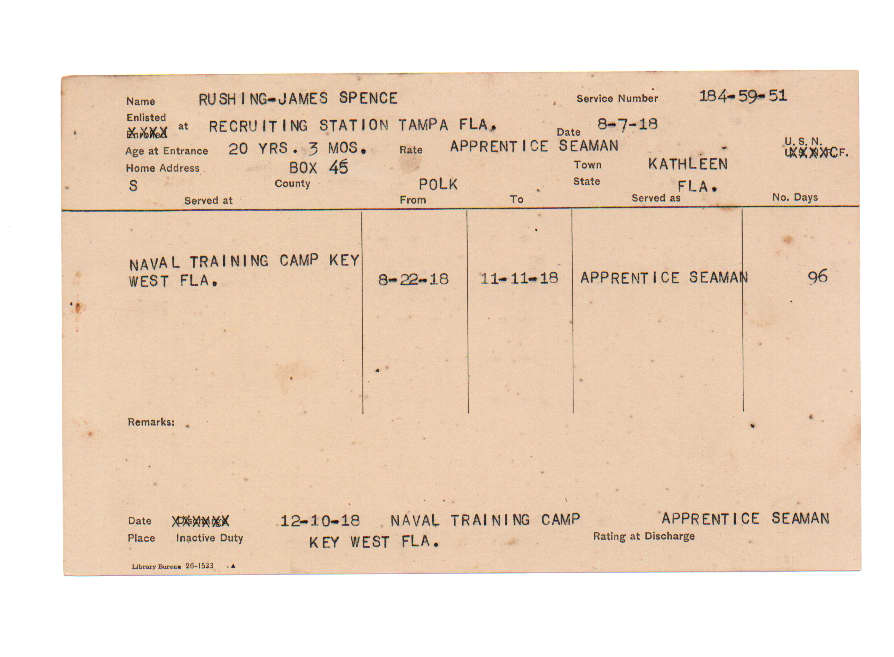 Name RUSHING-JAMES SPENCE Service Number 184-59-51
Enlisted
Enrolled at RECRUITING STATION TAMPA FLA. Date 8-7-18
Age at Entrance 20 YRS. 3 MOS. Rate APPRENTICE SEAMAN U. S. N.
Home Address BOX 45 Town KATHLEEN
S County POLK State FLA.
Served at From To Served as No. Days
NAVAL TRAINING CAMP KEY
WEST FLA. 8-22-18 11-11-18 APPRENTICE SEAMAN 96
Remarks:
Date XXXXXX 12-10-18 NAVAL TRAINING CAMP APPRENTICE SEAMAN
Place Inactive Duty KEY WEST FLA. Rating at Discharge
Library Bureau 26-1523